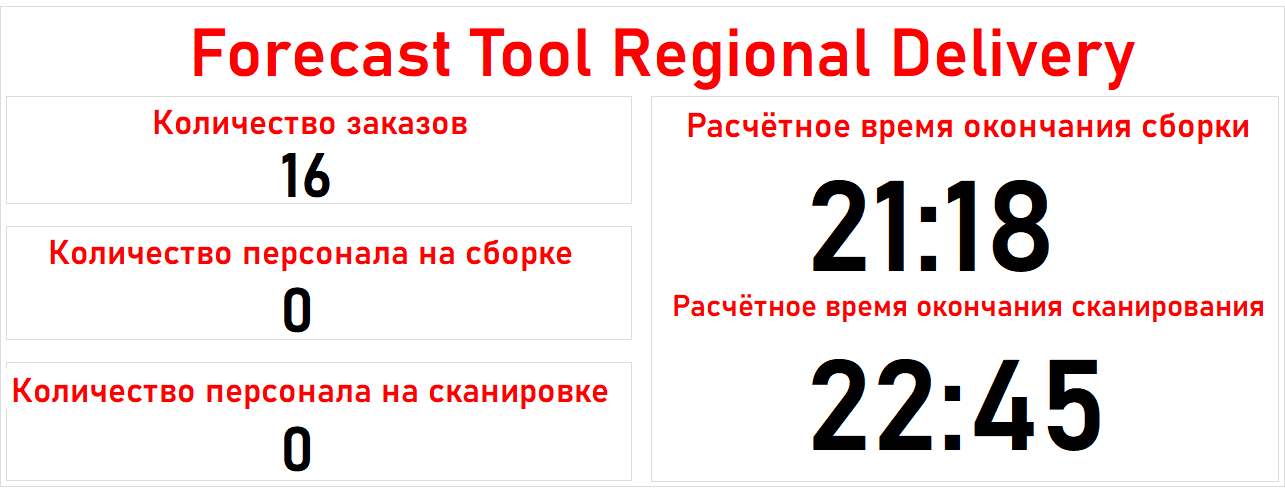 Forecast Tool Regional Delivery
Количество заказов
16
Количество персонала на сборке
0
Количество персонала на сканировке
0
Расчётное время окончания сборки
21:18
Расчётное время окончания сканирования
22:45